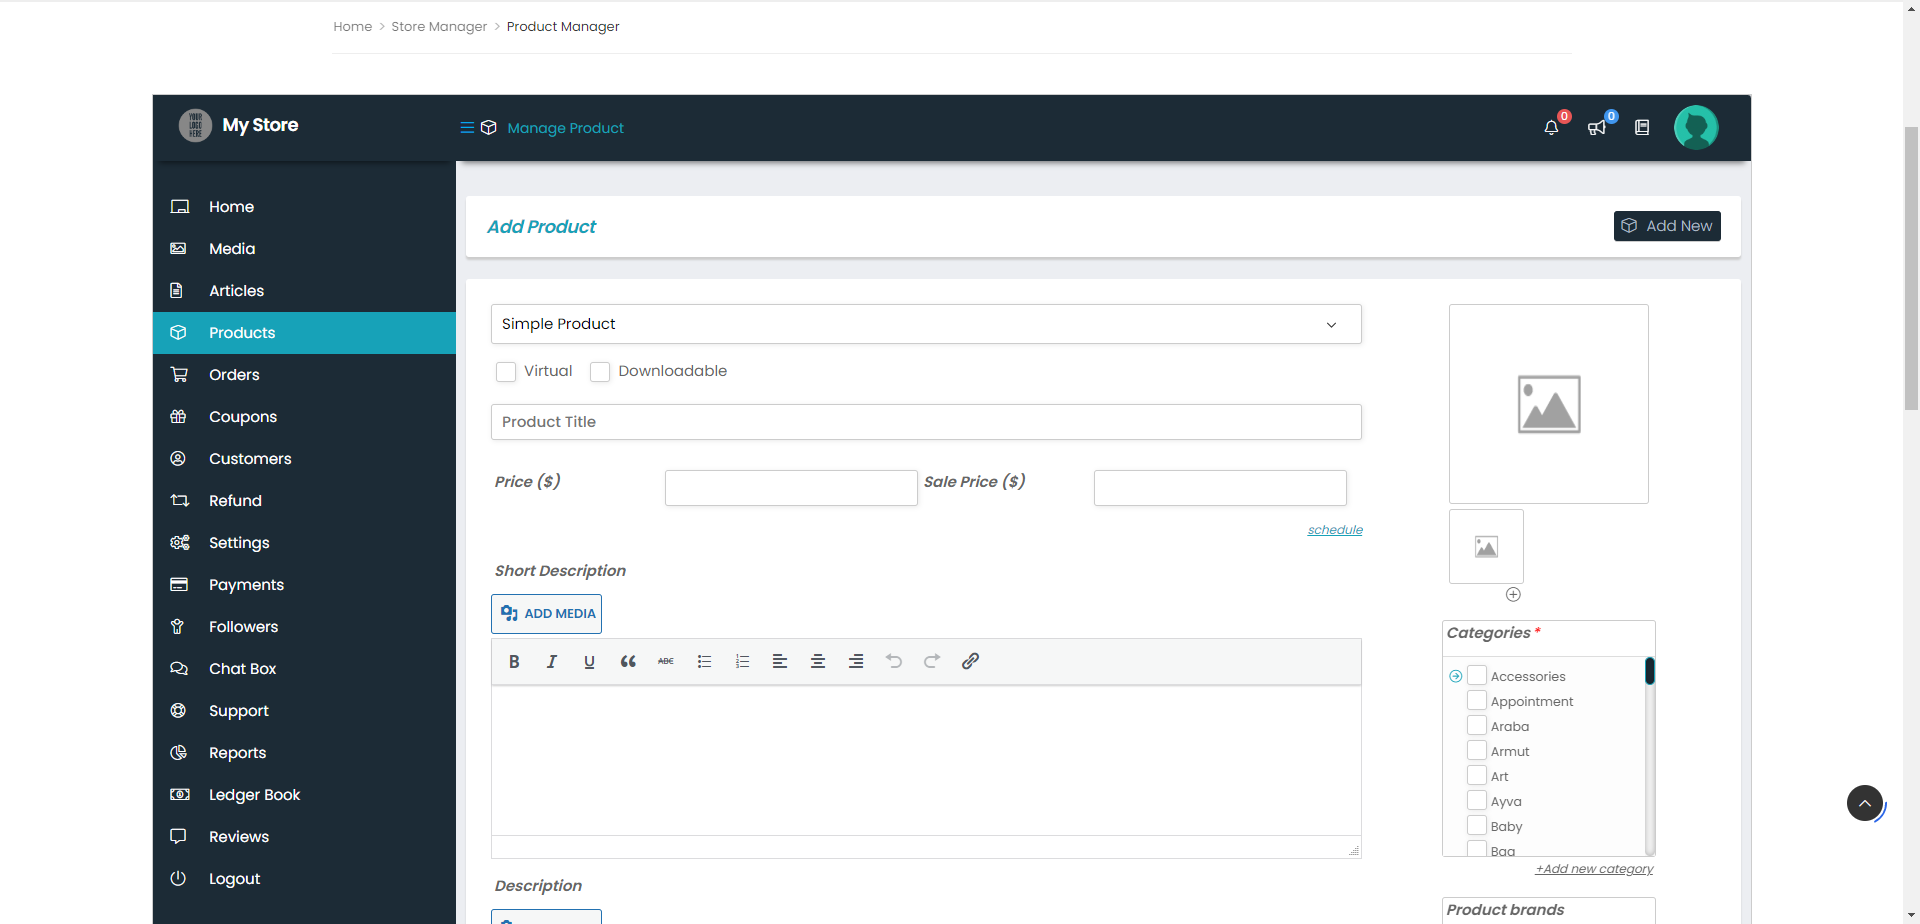 Home > Store Manager > Product Manager
YOUR LOGO HERE
My Store
Manage Product
0
0
Home
Media
Articles
Products
Orders
Coupons
Customers
Refund
Settings
Payments
Followers
Chat Box
Support
Reports
Ledger Book
Reviews
Logout
Add Product
Add New
Simple Product
Virtual
Downloadable
Product Title
Price ($)
Sale Price ($)
schedule
Short Description
ADD MEDIA
B I U ABC
Description
Categories *
Accessories
Appointment
Araba
Armut
Art
Ayva
Baby
Bag
+Add new category
Product brands